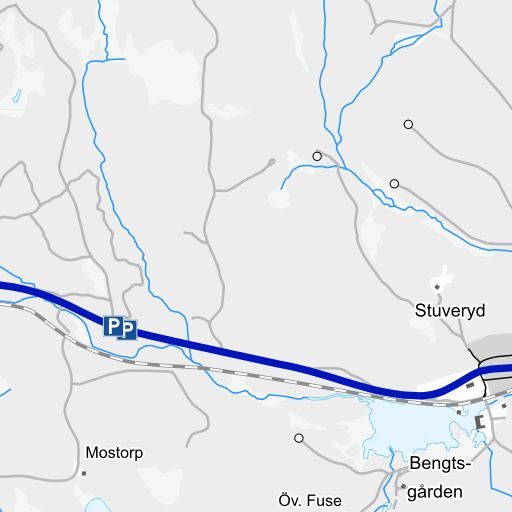 Stuveryd
P
P
Mostorp
Bengts-
gården
Öv. Fuse